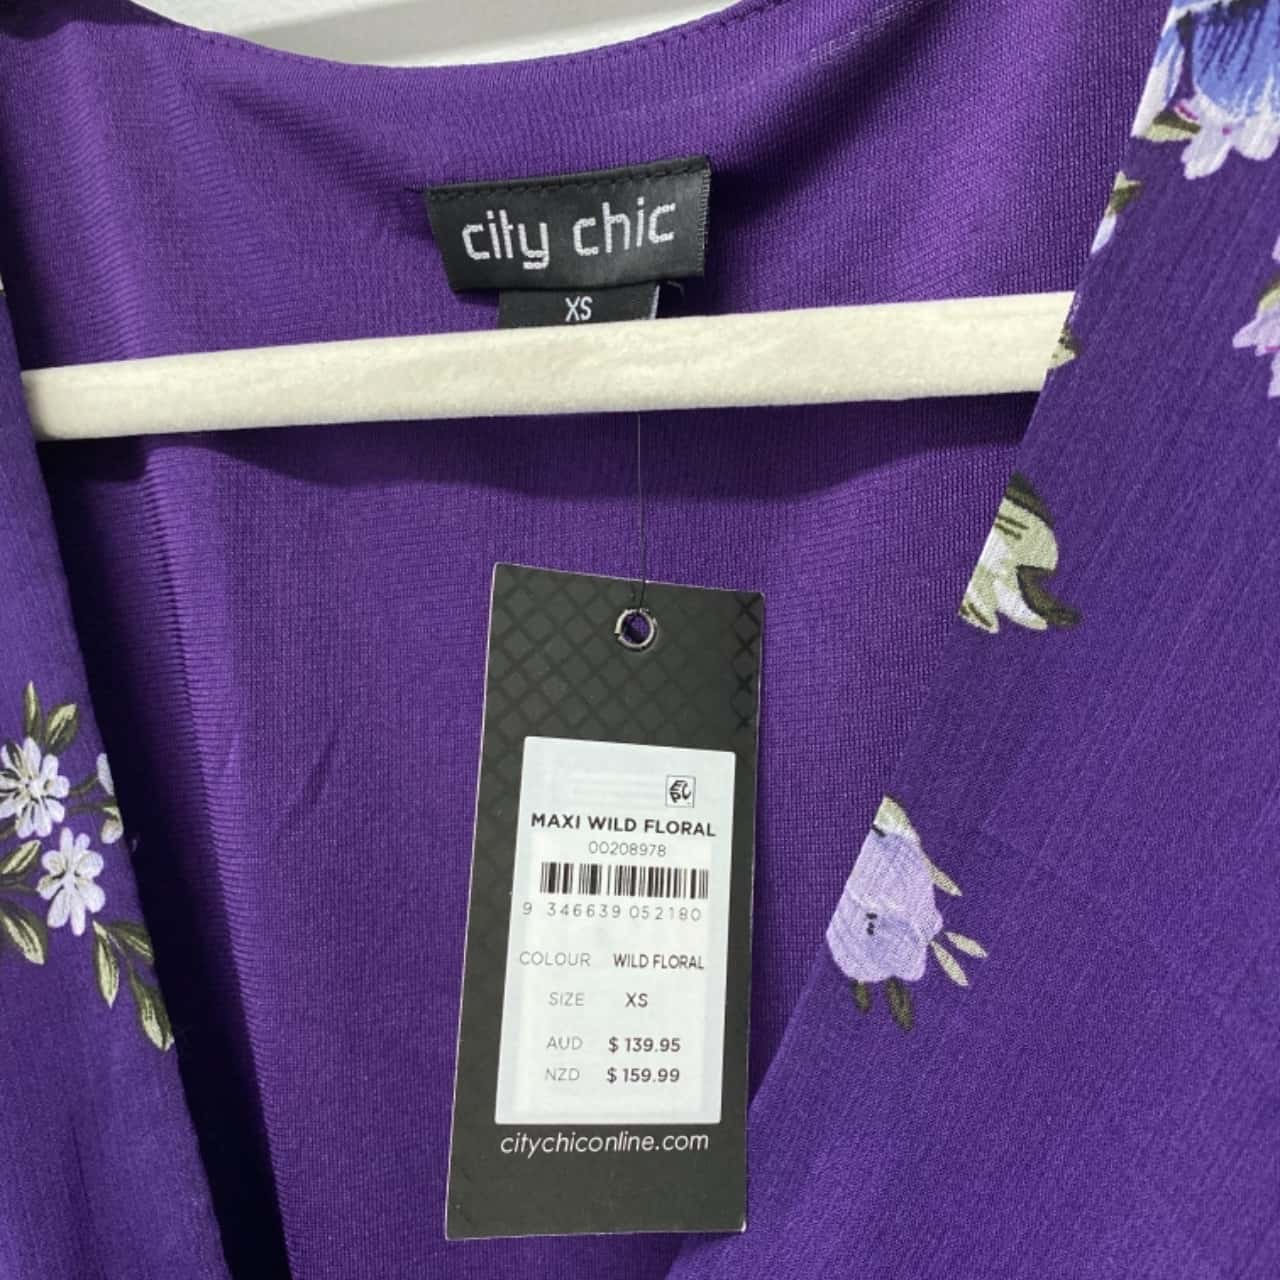 city chic
XS
MAXI WILD FLORAL
00208978
9 346639 052180
COLOUR WILD FLORAL
SIZE XS
AUD $139.95
NZD $159.99
citychiconline.com